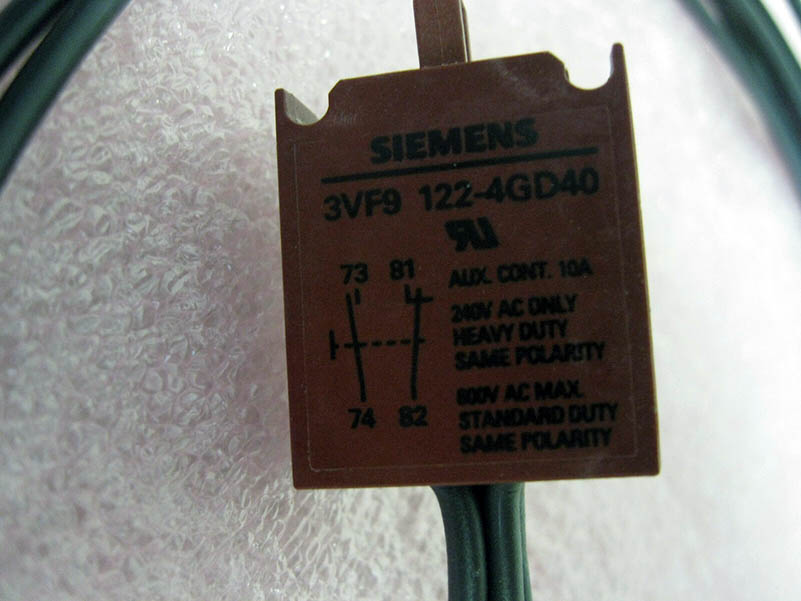 SIEMENS
3VF9 122-4GD40
RU
73 81
AUX. CONT. 10A
240V AC ONLY
HEAVY DUTY
SAME POLARITY
74 82
600V AC MAX.
STANDARD DUTY
SAME POLARITY